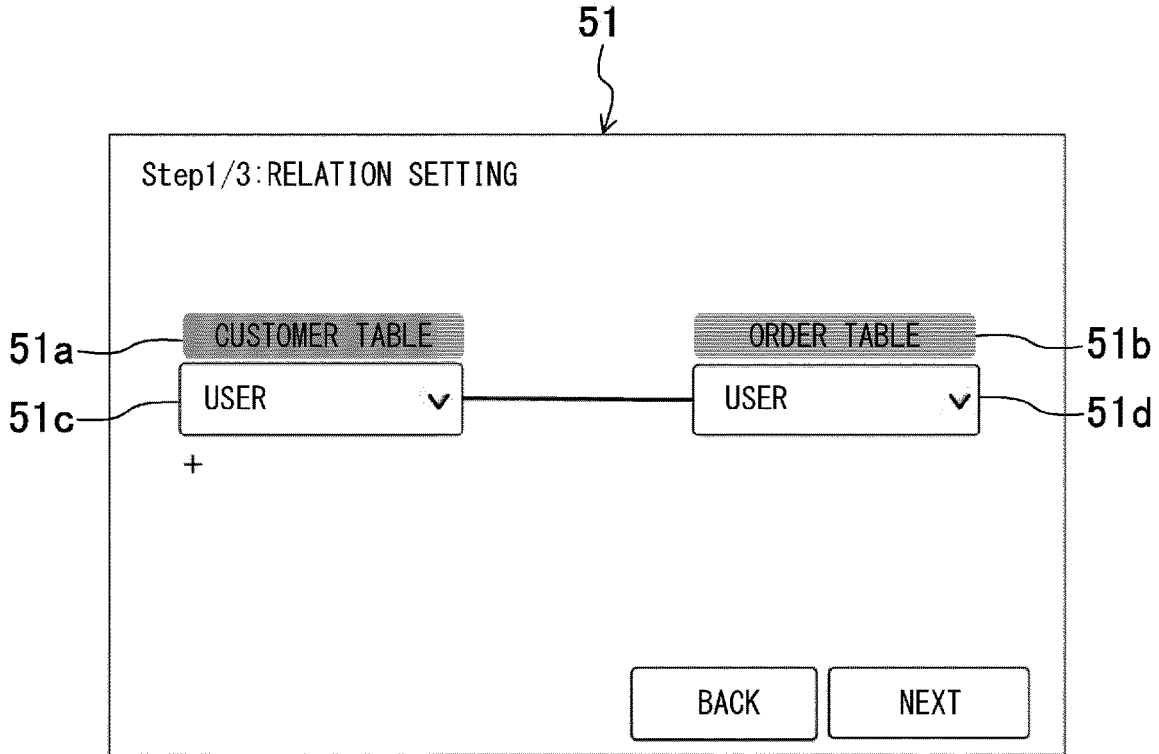 51
Step1/3:RELATION SETTING
51a
CUSTOMER TABLE
ORDER TABLE
51b
51c
USER
USER
51d
+
BACK
NEXT